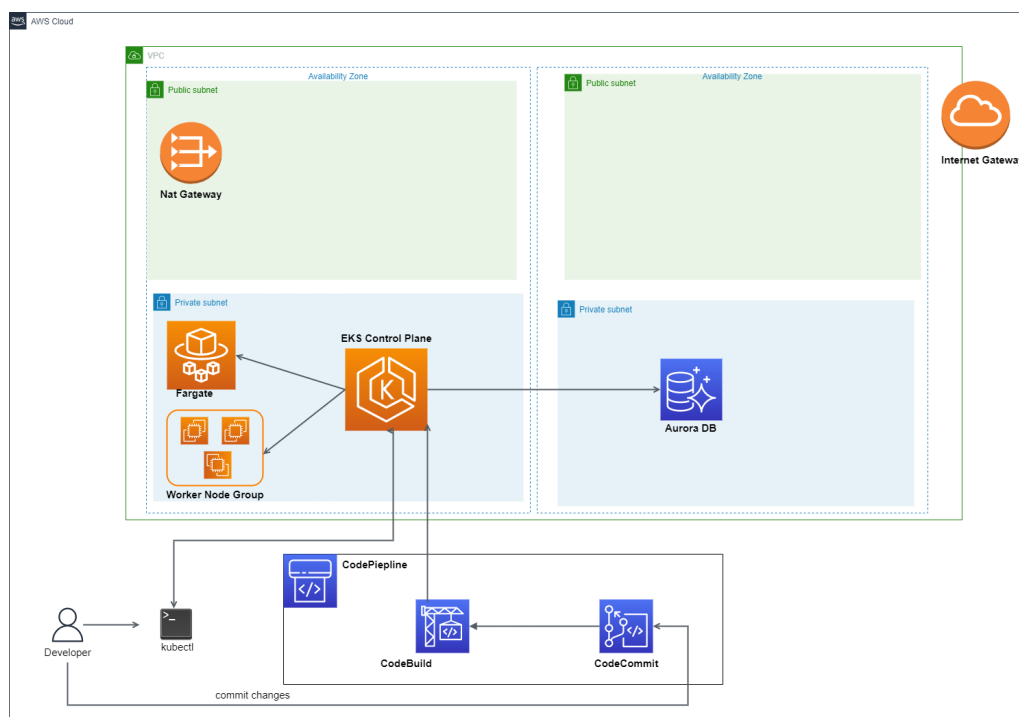 aws
AWS Cloud
VPC
Availability Zone
Availability Zone
Public subnet
Public subnet
Nat Gateway
Internet Gatewa
Private subnet
Private subnet
EKS Control Plane
K
Fargate
Aurora DB
Worker Node Group
CodePiepline
</>
>_
</>
</>
Developer
kubectl
CodeBuild
CodeCommit
commit changes